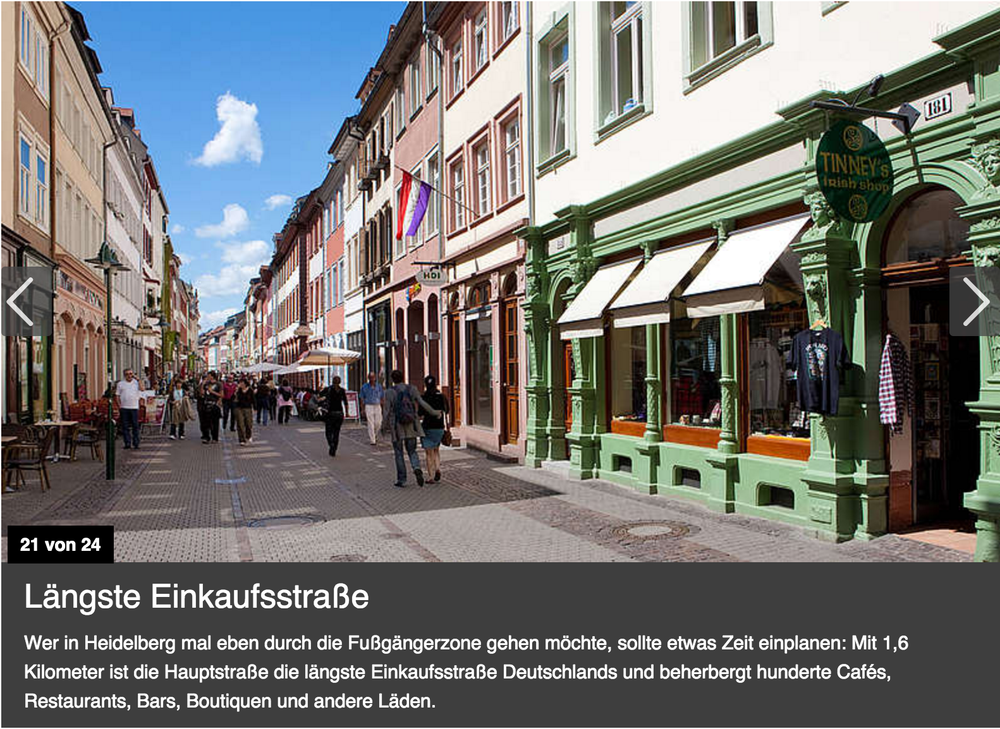 181
TINNEY's
Irish shop
HDI
21 von 24
Längste Einkaufsstraße
Wer in Heidelberg mal eben durch die Fußgängerzone gehen möchte, sollte etwas Zeit einplanen: Mit 1,6
Kilometer ist die Hauptstraße die längste Einkaufsstraße Deutschlands und beherbergt hunderte Cafés,
Restaurants, Bars, Boutiquen und andere Läden.